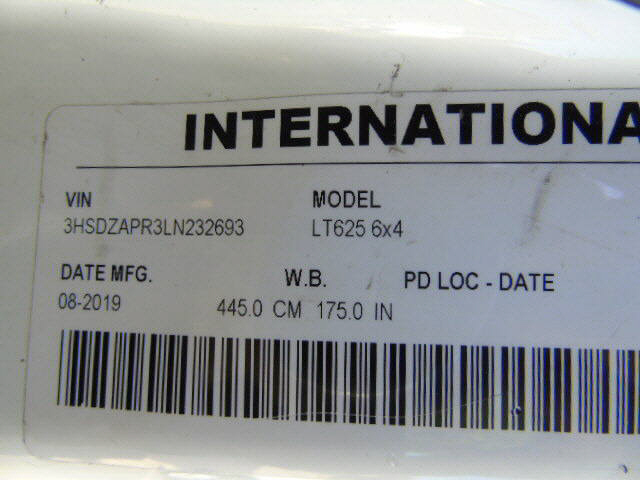 INTERNATIONA
VIN MODEL
3HSDZAPR3LN232693 LT625 6x4
DATE MFG. W.B. PD LOC - DATE
08-2019 445.0 CM 175.0 IN